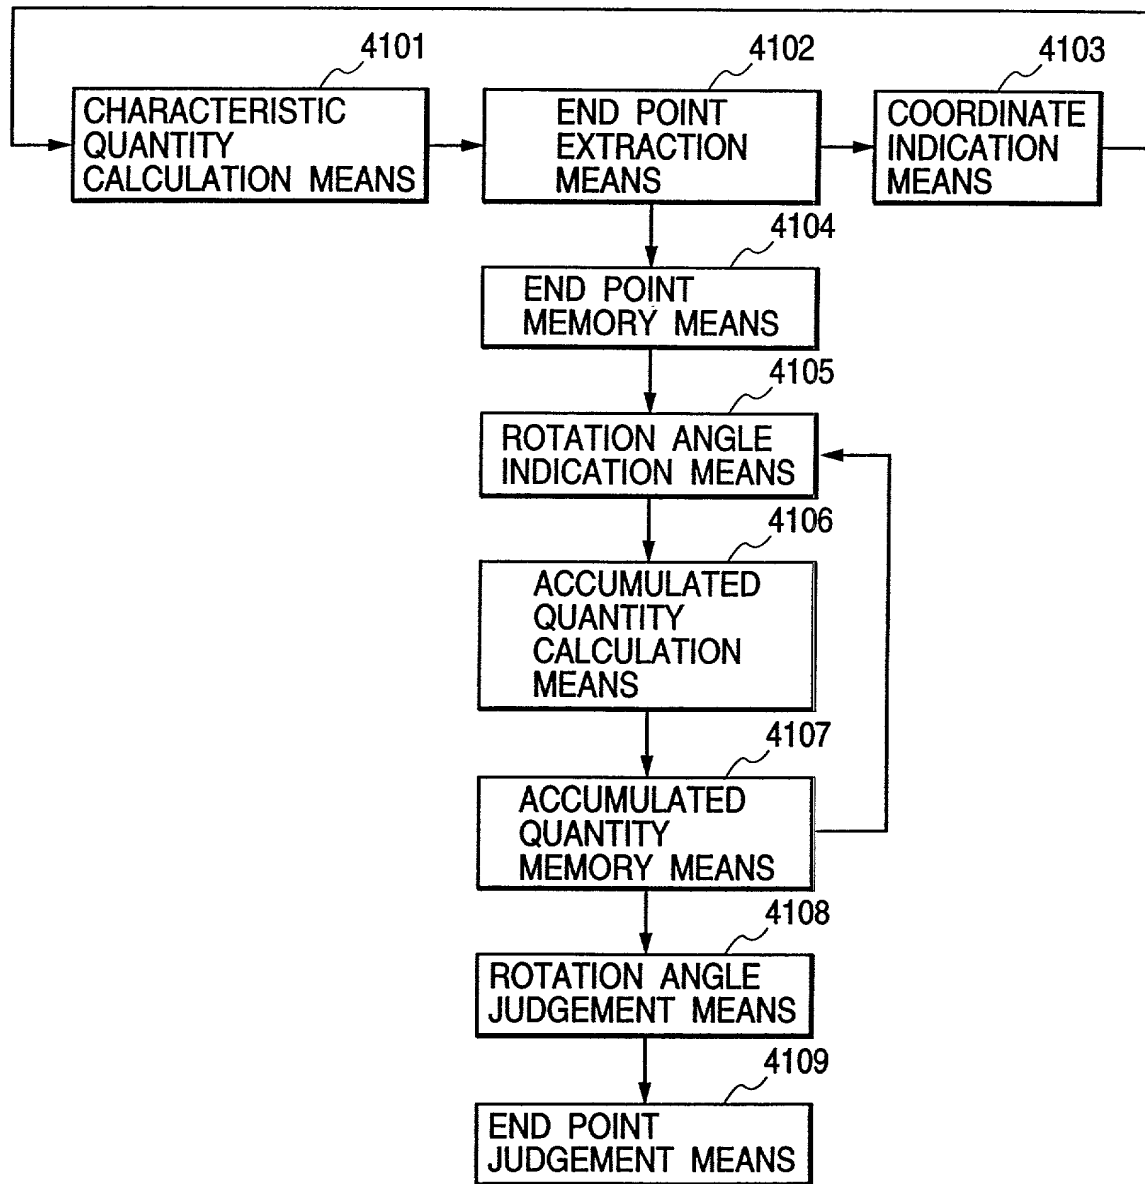 4101
CHARACTERISTIC
QUANTITY
CALCULATION MEANS
4102
END POINT
EXTRACTION
MEANS
4103
COORDINATE
INDICATION
MEANS
4104
END POINT
MEMORY MEANS
4105
ROTATION ANGLE
INDICATION MEANS
4106
ACCUMULATED
QUANTITY
CALCULATION
MEANS
4107
ACCUMULATED
QUANTITY
MEMORY MEANS
4108
ROTATION ANGLE
JUDGEMENT MEANS
4109
END POINT
JUDGEMENT MEANS